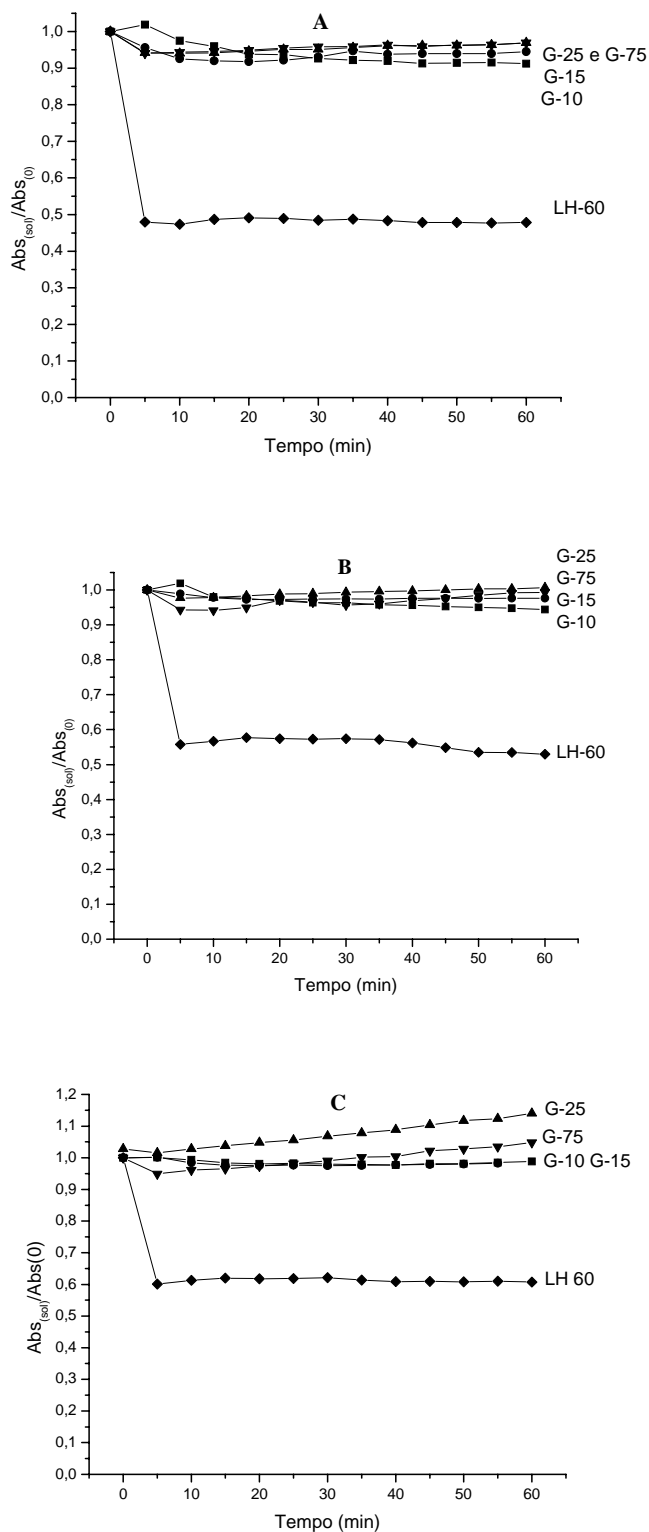 A
1,0
0,9
0,8
0,7
0,6
0,5
0,4
0,3
0,2
0,1
0,0
Abs(sol)/Abs(0)
G-25 e G-75
G-15
G-10
LH-60
0 10 20 30 40 50 60
Tempo (min)
B
1,0
0,9
0,8
0,7
0,6
0,5
0,4
0,3
0,2
0,1
0,0
Abs(sol)/Abs(0)
G-25
G-75
G-15
G-10
LH-60
0 10 20 30 40 50 60
Tempo (min)
C
1,2
1,1
1,0
0,9
0,8
0,7
0,6
0,5
0,4
0,3
0,2
0,1
0,0
Abs(sol)/Abs(0)
G-25
G-75
G-10 G-15
LH 60
0 10 20 30 40 50 60
Tempo (min)